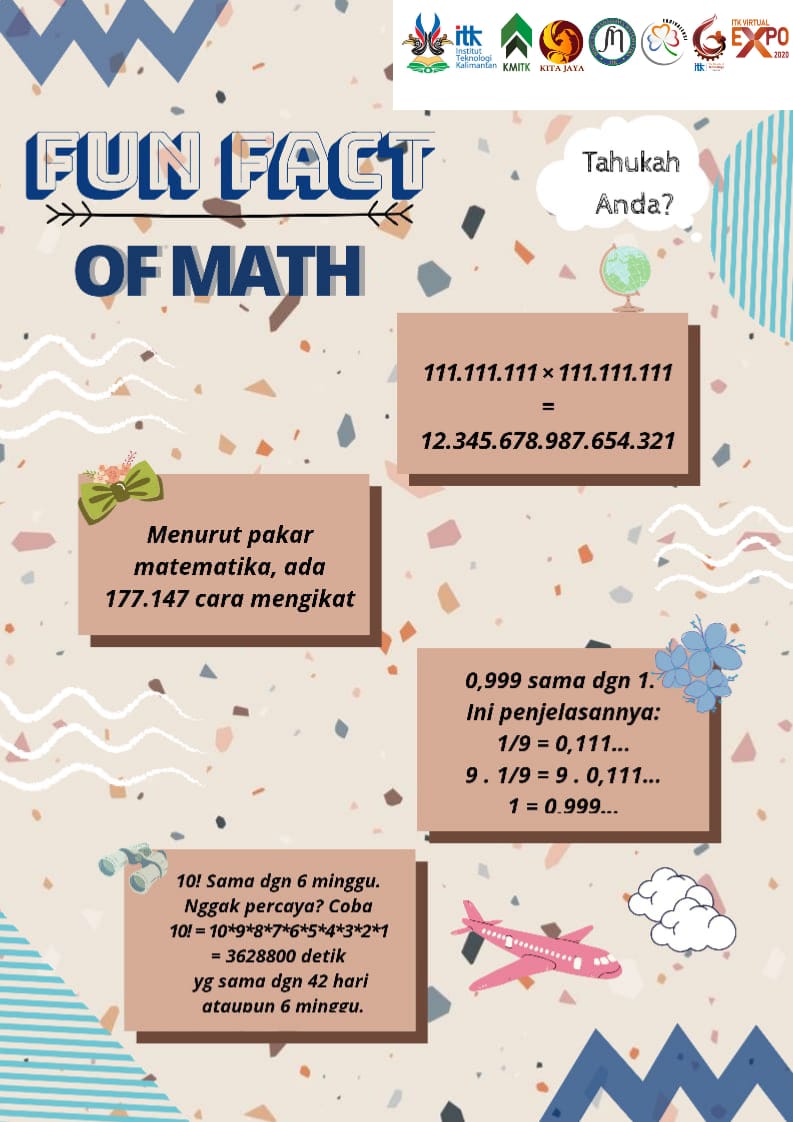 itk
Institut
Teknologi
Kalimantan
KMITK
KITA JAYA
ITK VIRTUAL
EXPO
2020
itk
FUN FACT
OF MATH
Tahukah
Anda?
111.111.111 × 111.111.111
=
12.345.678.987.654.321
Menurut pakar
matematika, ada
177.147 cara mengikat
0,999 sama dgn 1.
Ini penjelasannya:
1/9 = 0,111...
9 . 1/9 = 9 . 0,111...
1 = 0,999...
10! Sama dgn 6 minggu.
Nggak percaya? Coba
10! = 10*9*8*7*6*5*4*3*2*1
= 3628800 detik
yg sama dgn 42 hari
ataupun 6 minggu.